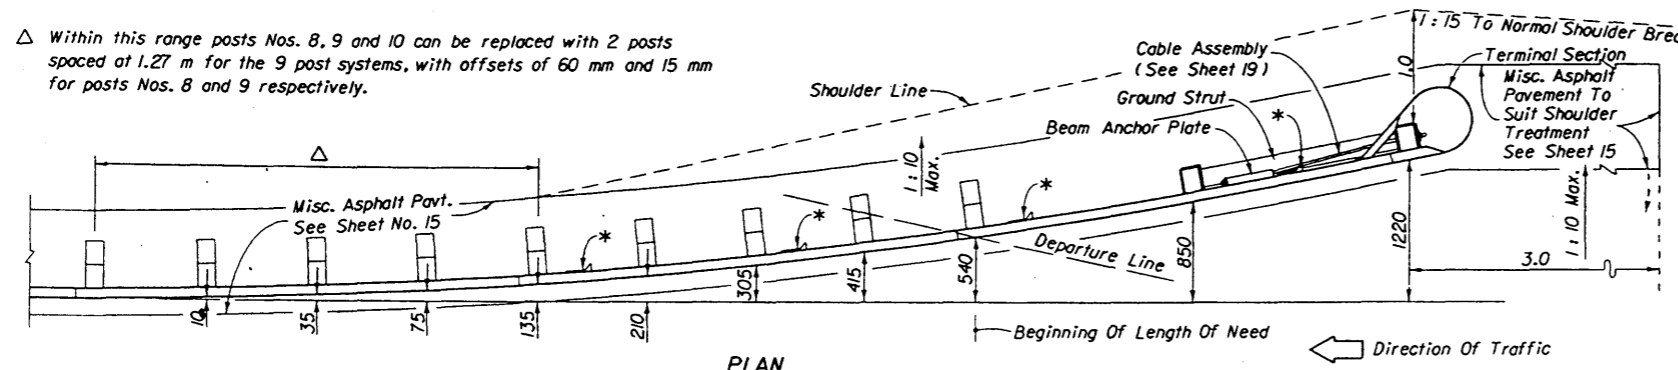 △ Within this range posts Nos. 8, 9 and 10 can be replaced with 2 posts
spaced at 1.27 m for the 9 post systems, with offsets of 60 mm and 15 mm
for posts Nos. 8 and 9 respectively.
1:15 To Normal Shoulder Brea
Cable Assembly
(See Sheet 19)
1.0
Terminal Section
Shoulder Line
Ground Strut
*
Misc. Asphalt
Pavement To
Suit Shoulder
Treatment
See Sheet 15
Beam Anchor Plate
△
1:10
Max.
Misc. Asphalt Pavt.
See Sheet No. 15
*
*
*
Departure Line
1:10 Max.
3.0
10
35
75
135
210
305
415
540
850
1220
Beginning Of Length Of Need
Direction Of Traffic
PLAN